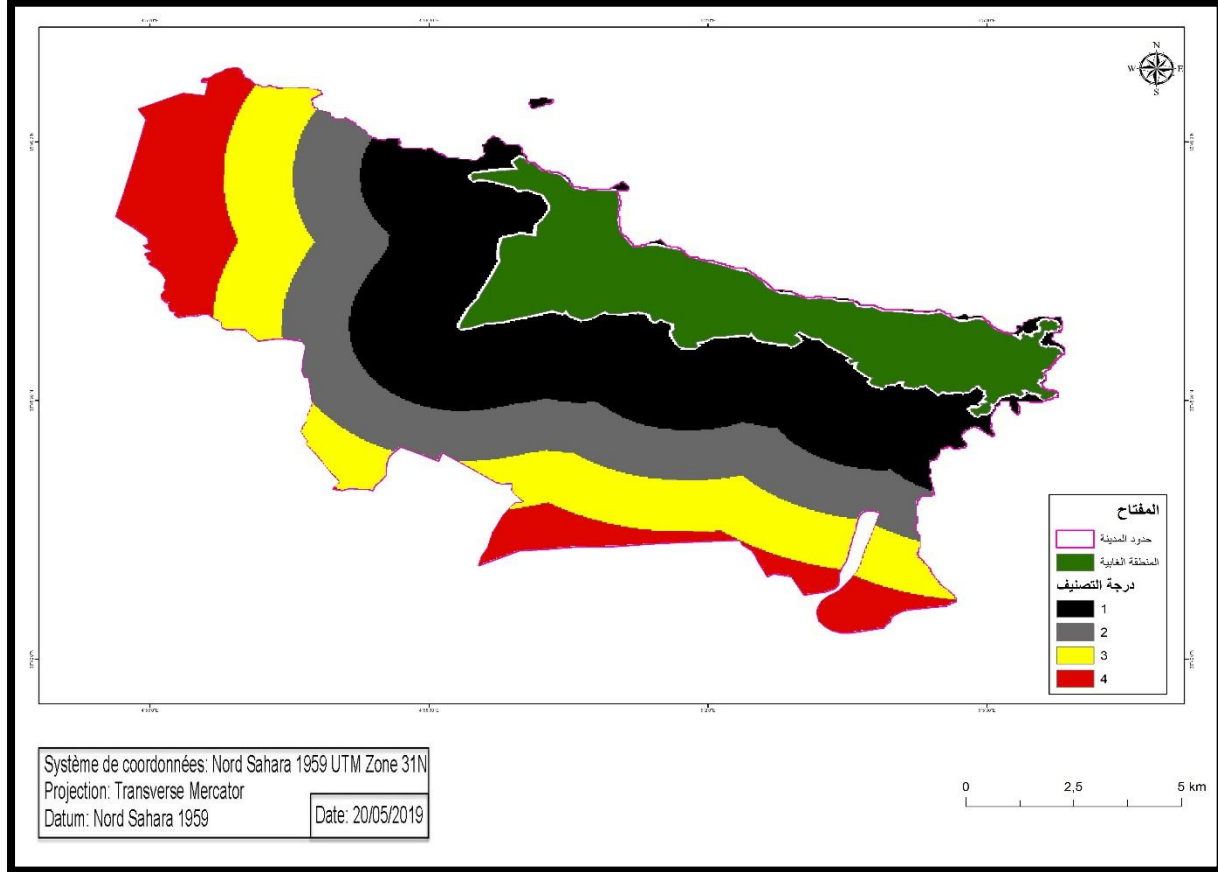 N
W
E
S
المفتاح
حدود المدينة
المنطقة الغابية
درجة التصنيف
1
2
3
4
Système de coordonnées: Nord Sahara 1959 UTM Zone 31N
Projection: Transverse Mercator
Datum: Nord Sahara 1959
Date: 20/05/2019
0 2,5 5 km